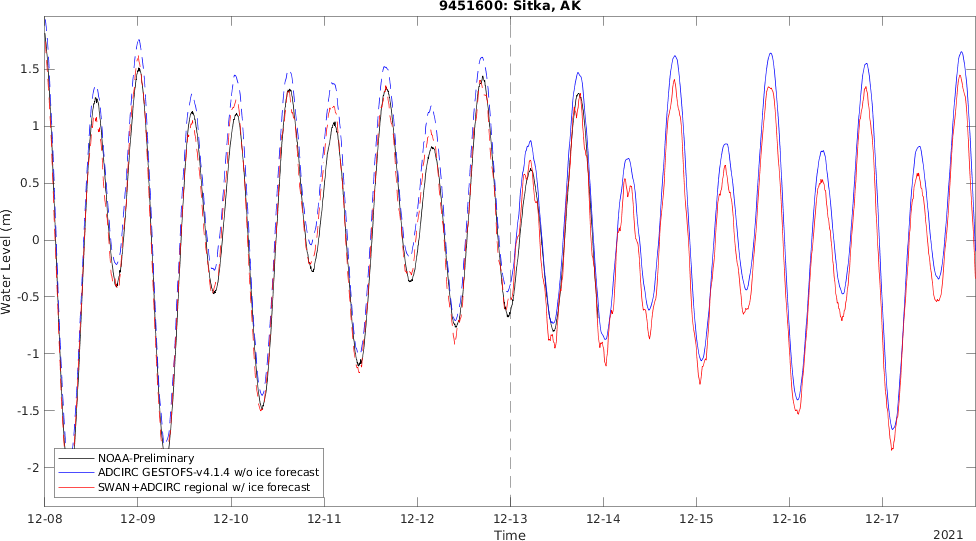 9451600: Sitka, AK
Water Level (m)
1.5
1
0.5
0
-0.5
-1
-1.5
-2
NOAA-Preliminary
ADCIRC GESTOFS-v4.1.4 w/o ice forecast
SWAN+ADCIRC regional w/ ice forecast
12-08 12-09 12-10 12-11 12-12 12-13 12-14 12-15 12-16 12-17
Time
2021